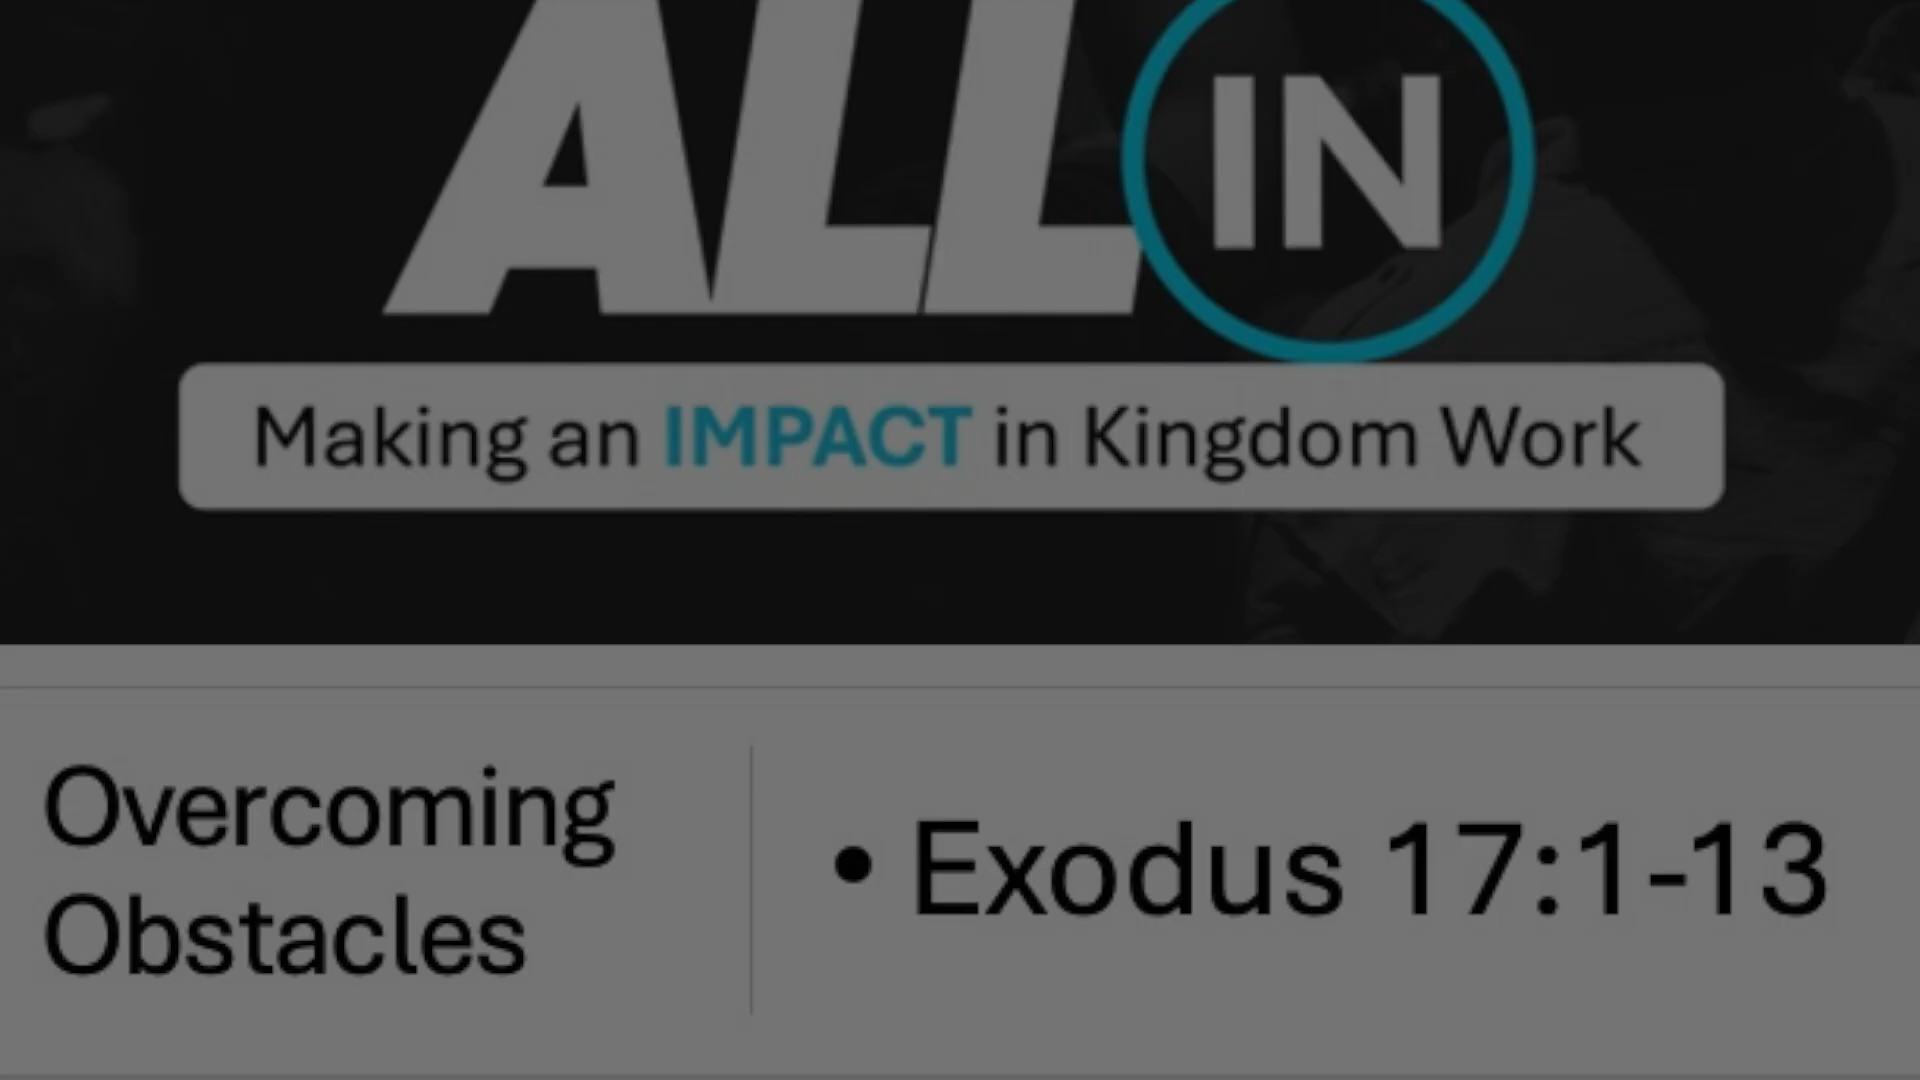 ALL IN
Making an IMPACT in Kingdom Work
Overcoming
Obstacles
• Exodus 17:1-13